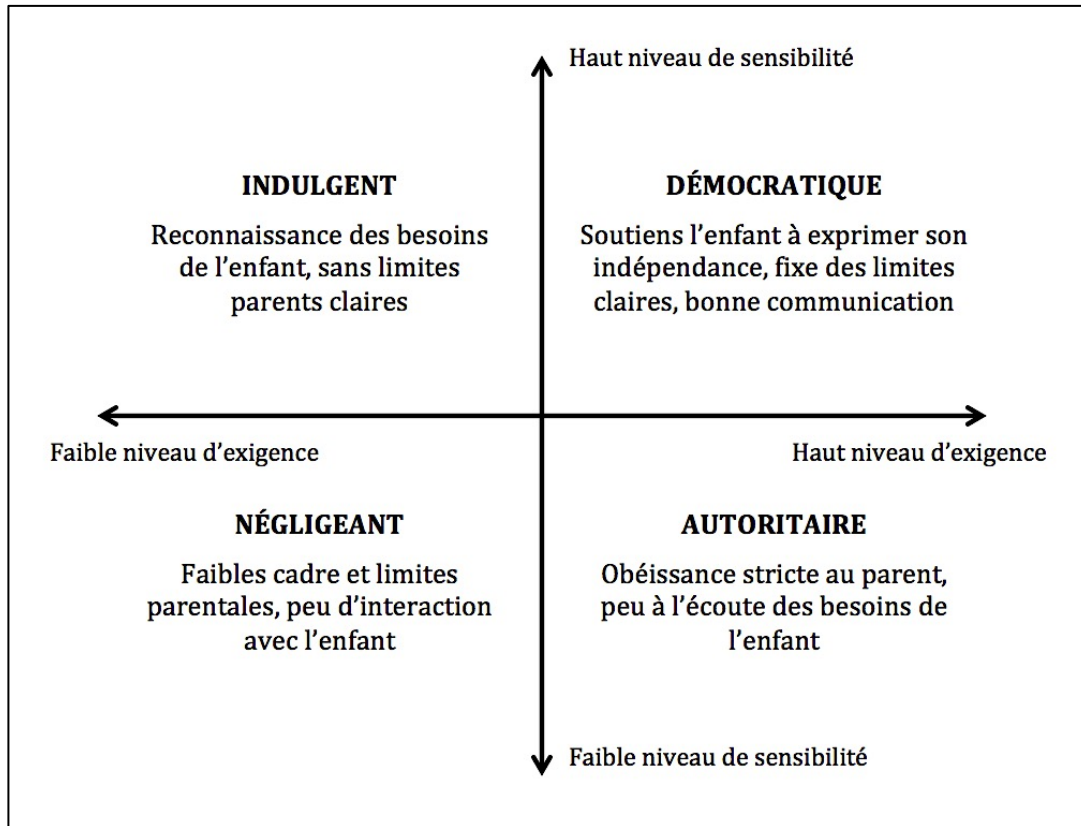 Haut niveau de sensibilité
INDULGENT
Reconnaissance des besoins
de l'enfant, sans limites
parents claires
DÉMOCRATIQUE
Soutiens l'enfant à exprimer son
indépendance, fixe des limites
claires, bonne communication
Faible niveau d'exigence
Haut niveau d'exigence
NÉGLIGEANT
Faibles cadre et limites
parentales, peu d'interaction
avec l'enfant
AUTORITAIRE
Obéissance stricte au parent,
peu à l'écoute des besoins de
l'enfant
Faible niveau de sensibilité